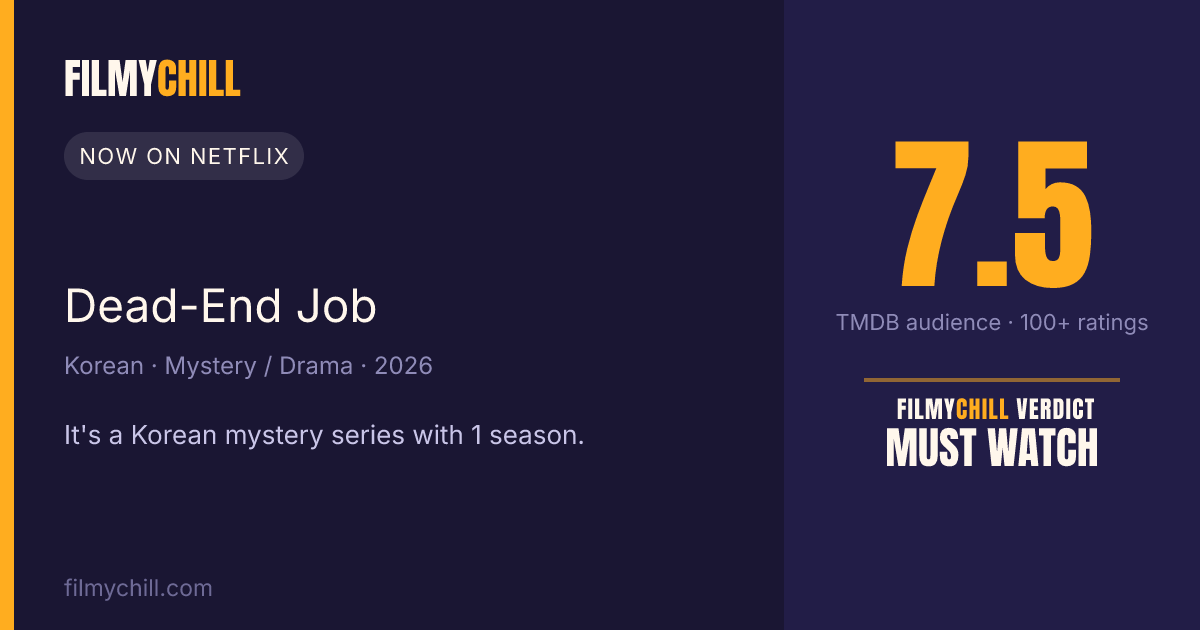 FILMYCHILL
NOW ON NETFLIX
Dead-End Job
Korean · Mystery / Drama · 2026
It's a Korean mystery series with 1 season.
filmychill.com
7.5
TMDB audience · 100+ ratings
FILMYCHILL VERDICT
MUST WATCH